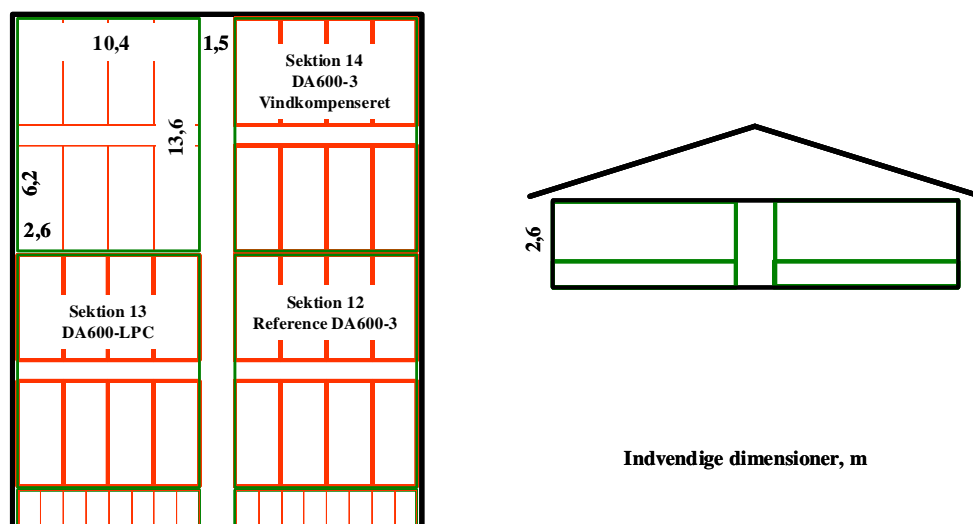 10,4
1,5
13,6
6,2
2,6
Sektion 14
DA600-3
Vindkompenseret
Sektion 13
DA600-LPC
Sektion 12
Reference DA600-3
2,6
Indvendige dimensioner, m